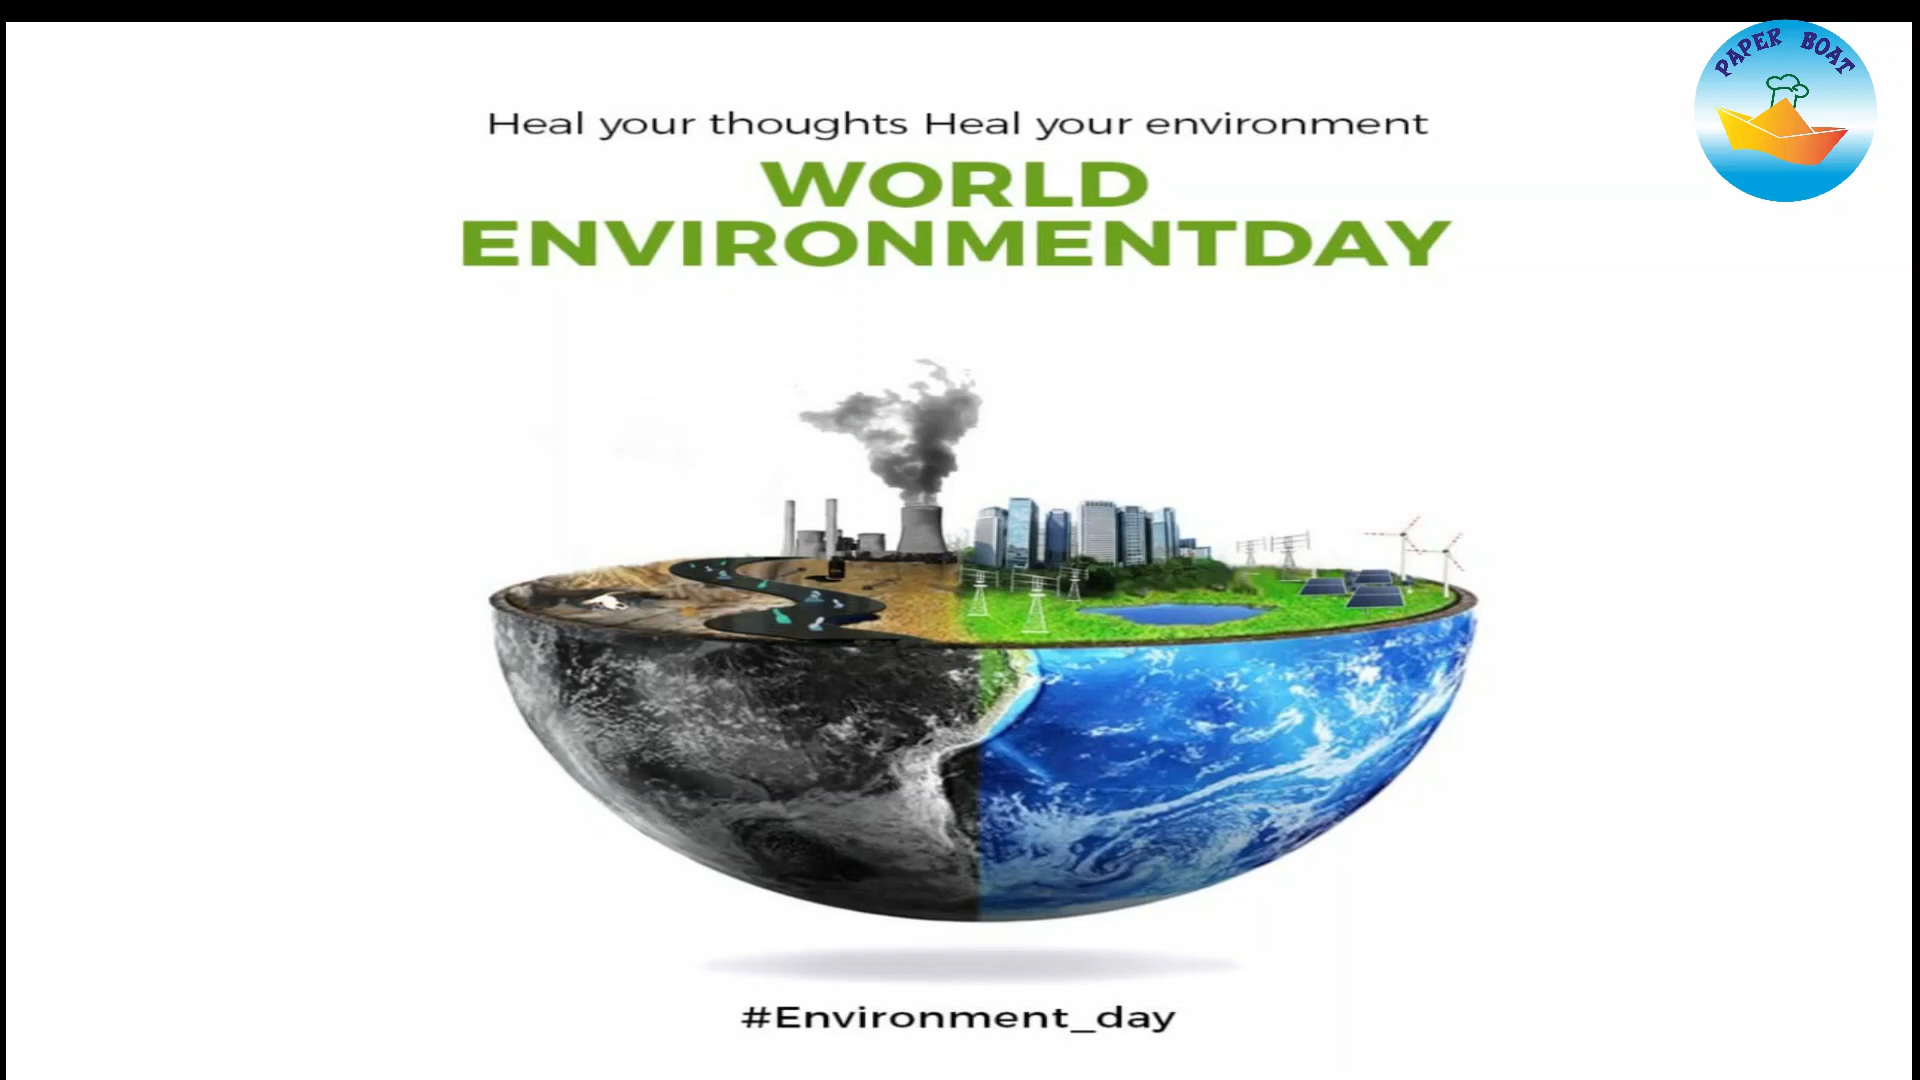 PAPER BOAT
Heal your thoughts Heal your environment
WORLD
ENVIRONMENTDAY
#Environment_day